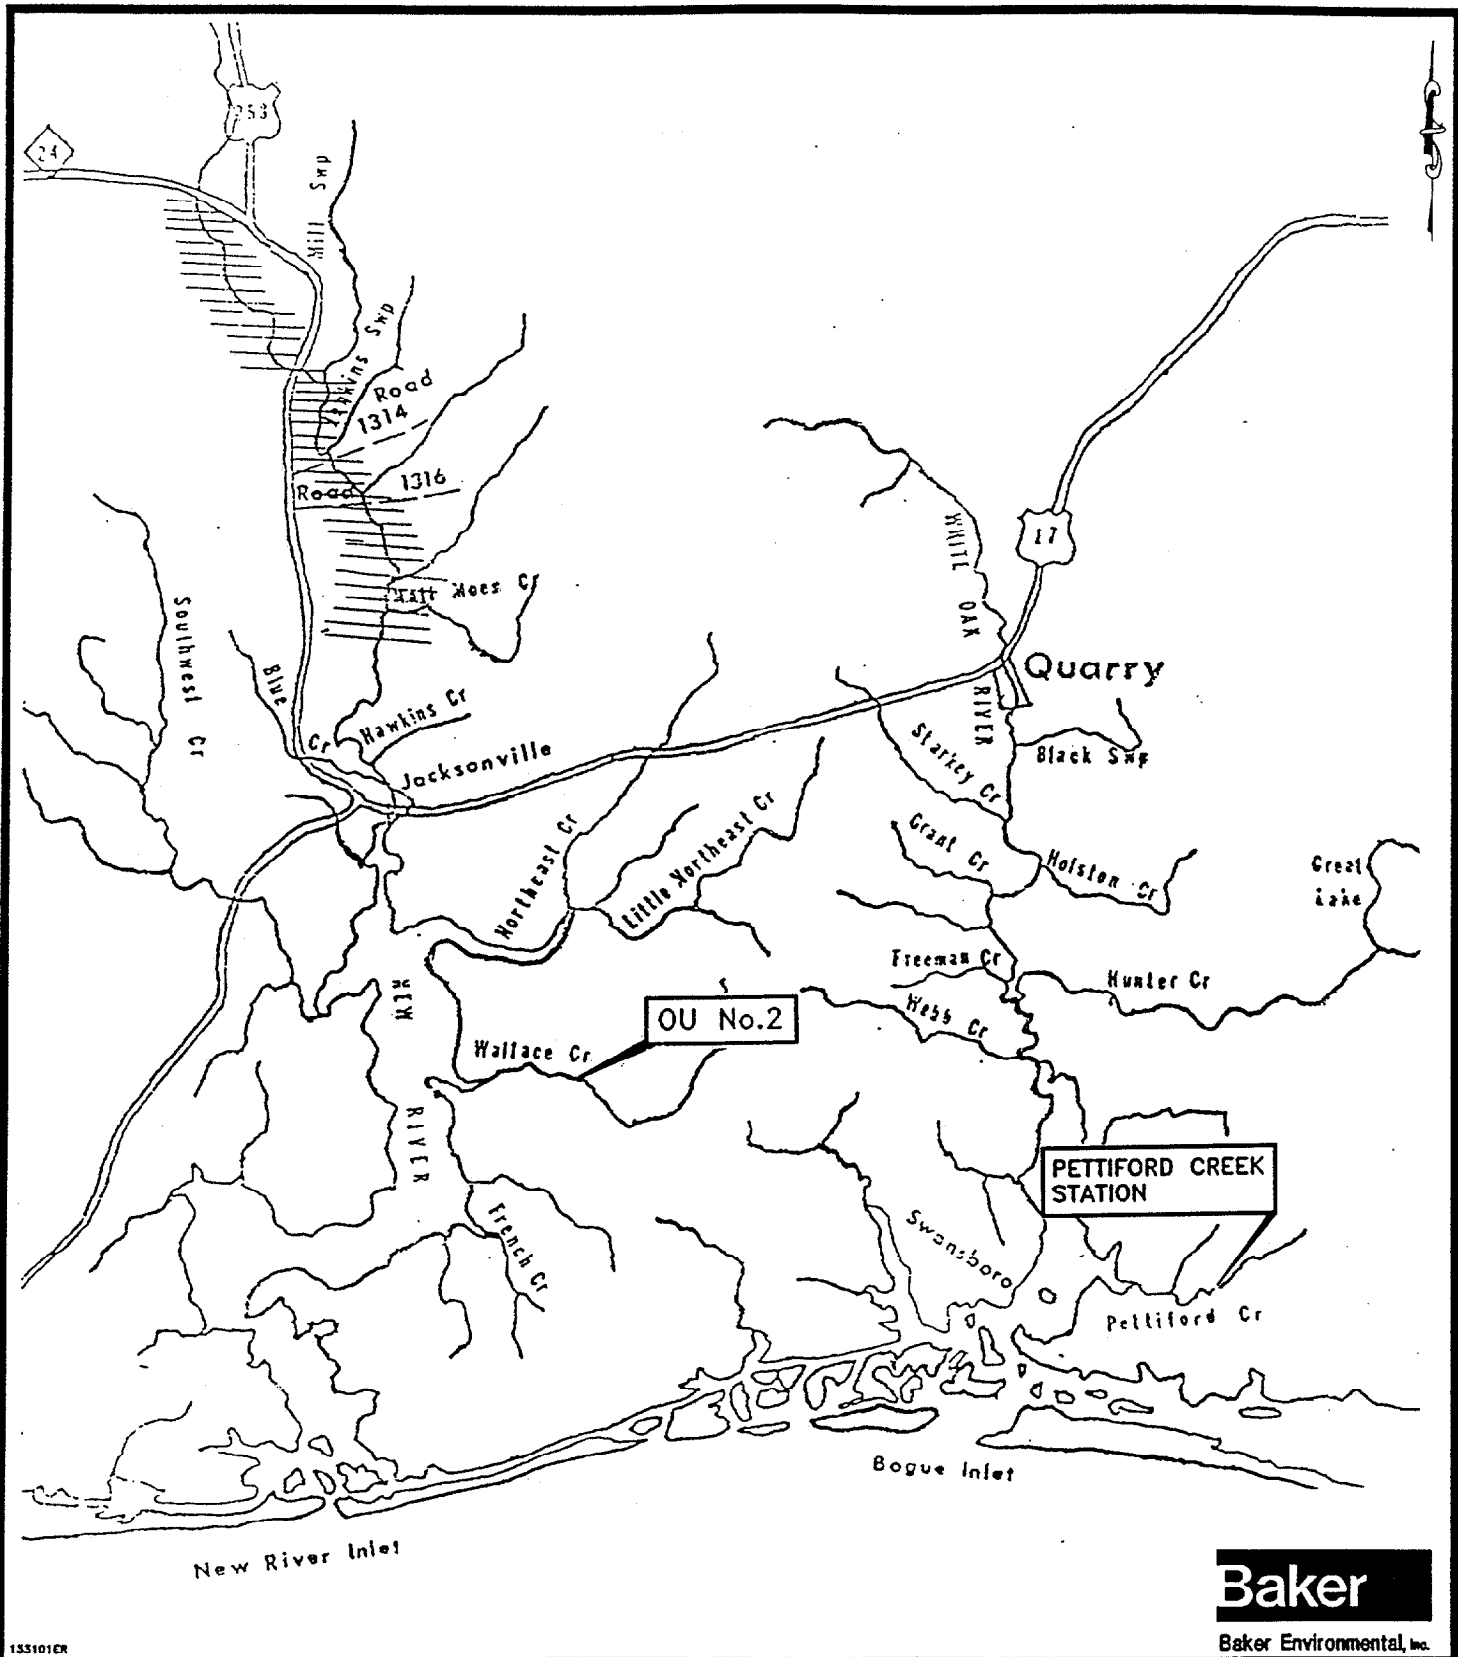 24
Mill Swp
Swp
Road
1314
Road
1316
Cr
17
WHITE OAK
RIVER
Quarry
Southwest Cr
Blue
Cr
Hawkins Cr
Jacksonville
Starkey Cr
Black Swp
Northeast Cr
Little Northeast Cr
Grant Cr
Holston Cr
Great
Lake
Freeman Cr
Hunter Cr
Webb Cr
NEW
RIVER
OU No.2
Wallace Cr
PETTIFORD CREEK
STATION
French Cr
Swansboro
Pettiford Cr
Bogue Inlet
New River Inlet
Baker
Baker Environmental, Inc.
133101ER